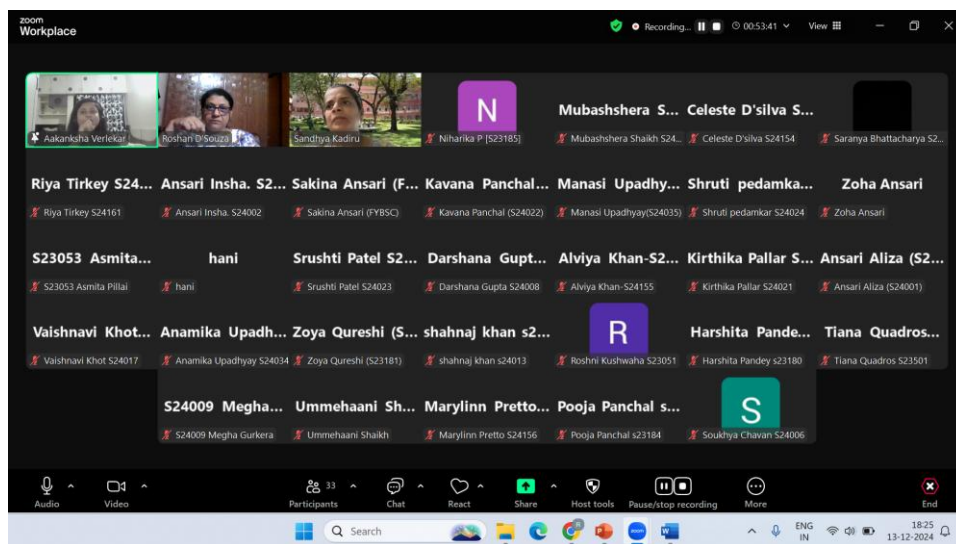 zoom
Workplace
Recording...
00:53:41
View
Aakanksha Verlekar
Roshan D'Souza
Sandhya Kadiru
N
Niharika P [S23185]
Mubashshera S...
Mubashshera Shaikh S24...
Celeste D'silva S...
Celeste D'silva S24154
Saranya Bhattacharya S2...
Riya Tirkey S24...
Ansari Insha. S2...
Sakina Ansari (F...
Kavana Panchal...
Manasi Upadhy...
Shruti pedamka...
Zoha Ansari
Riya Tirkey S24161
Ansari Insha. S24002
Sakina Ansari (FYBSC)
Kavana Panchal (S24022)
Manasi Upadhyay(S24035)
Shruti pedamkar S24024
Zoha Ansari
S23053 Asmita...
hani
Srushti Patel S2...
Darshana Gupt...
Alviya Khan-S2...
Kirthika Pallar S...
Ansari Aliza (S2...
S23053 Asmita Pillai
hani
Srushti Patel S24023
Darshana Gupta S24008
Alviya Khan-S24155
Kirthika Pallar S24021
Ansari Aliza (S24001)
Vaishnavi Khot...
Anamika Upadh...
Zoya Qureshi (S...
shahnaj khan s2...
R
Harshita Pande...
Tiana Quadros...
Vaishnavi Khot S24017
Anamika Upadhyay S24034
Zoya Qureshi (S23181)
shahnaj khan s24013
Roshni Kushwaha S23051
Harshita Pandey s23180
Tiana Quadros S23501
S24009 Megha...
Ummehaani Sh...
Marylinn Pretto...
Pooja Panchal s...
S
S24009 Megha Gurkera
Ummehaani Shaikh
Marylinn Pretto S24156
Pooja Panchal s23184
Soukhya Chavan S24006
Audio
Video
33
Participants
Chat
React
Share
Host tools
Pause/stop recording
More
End
Search
ENG
IN
18:25
13-12-2024